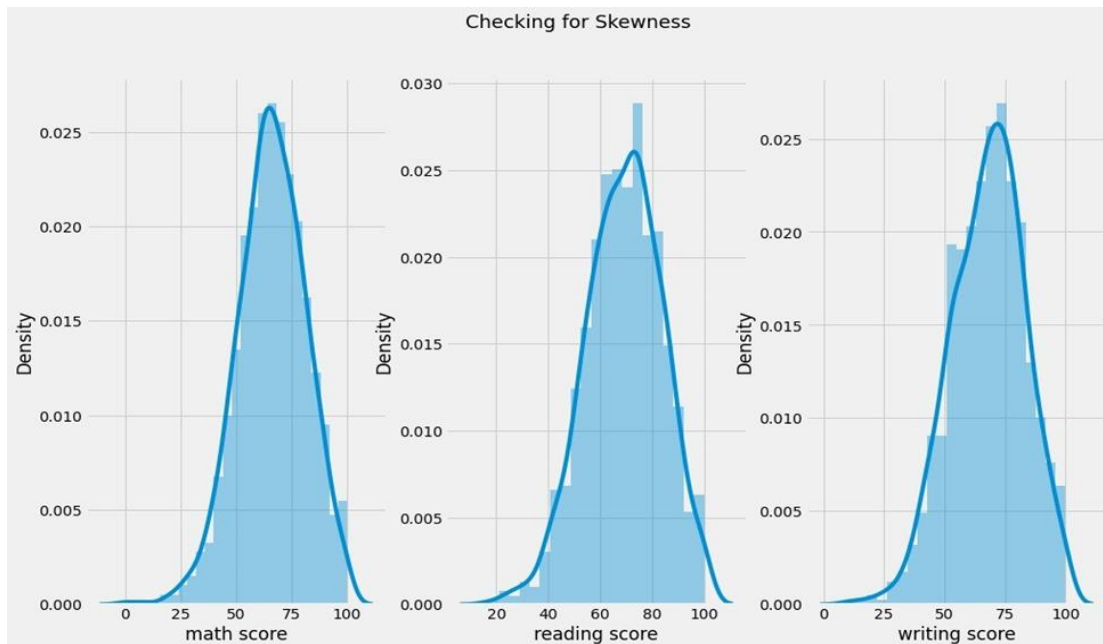 Checking for Skewness
Density
0.025
0.020
0.015
0.010
0.005
0.000
0 25 50 75 100
math score
Density
0.030
0.025
0.020
0.015
0.010
0.005
0.000
20 40 60 80 100
reading score
Density
0.025
0.020
0.015
0.010
0.005
0.000
0 25 50 75 100
writing score